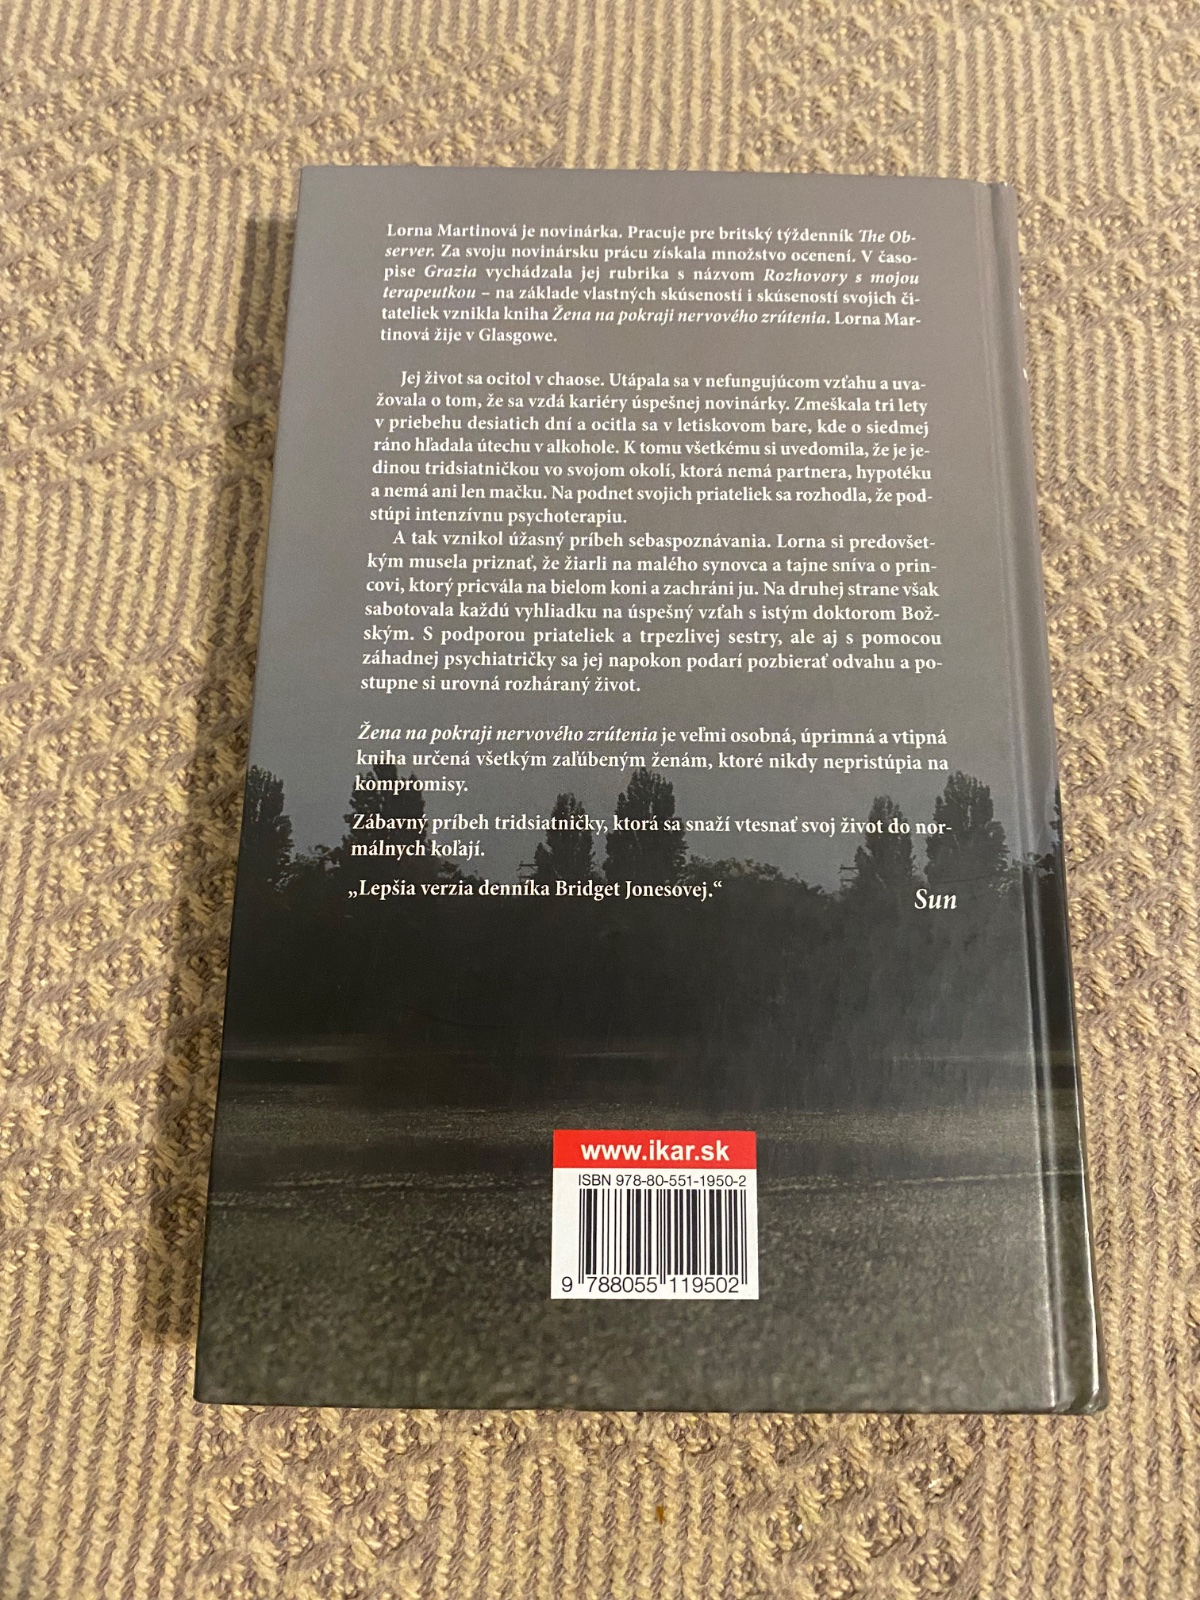 Lorna Martinová je novinárka. Pracuje pre britský týždenník The Ob-
server. Za svoju novinársku prácu získala množstvo ocenení. V časo-
pise Grazia vychádzala jej rubrika s názvom Rozhovory s mojou
terapeutkou – na základe vlastných skúseností i skúseností svojich či-
tateliek vznikla kniha Žena na pokraji nervového zrútenia. Lorna Mar-
tinová žije v Glasgowe.
Jej život sa ocitol v chaose. Utápala sa v nefungujúcom vzťahu a uva-
žovala o tom, že sa vzdá kariéry úspešnej novinárky. Zmeškala tri lety
v priebehu desiatich dní a ocitla sa v letiskovom bare, kde o siedmej
ráno hľadala útechu v alkohole. K tomu všetkému si uvedomila, že je je-
dinou tridsiatničkou vo svojom okolí, ktorá nemá partnera, hypotéku
a nemá ani len mačku. Na podnet svojich priateliek sa rozhodla, že pod-
stúpi intenzívnu psychoterapiu.
A tak vznikol úžasný príbeh sebaspoznávania. Lorna si predovšet-
kým musela priznať, že žiarli na malého synovca a tajne sníva o prin-
covi, ktorý pricvála na bielom koni a zachráni ju. Na druhej strane však
sabotovala každú vyhliadku na úspešný vzťah s istým doktorom Bož-
ským. S podporou priateliek a trpezlivej sestry, ale aj s pomocou
záhadnej psychiatričky sa jej napokon podarí pozbierať odvahu a po-
stupne si urovná rozháraný život.
Žena na pokraji nervového zrútenia je veľmi osobná, úprimná a vtipná
kniha určená všetkým zaľúbeným ženám, ktoré nikdy nepristúpia na
kompromisy.
Zábavný príbeh tridsiatničky, ktorá sa snaží vtesnať svoj život do nor-
málnych koľají.
„Lepšia verzia denníka Bridget Jonesovej.“
Sun
www.ikar.sk
ISBN 978-80-551-1950-2
9 788055 119502